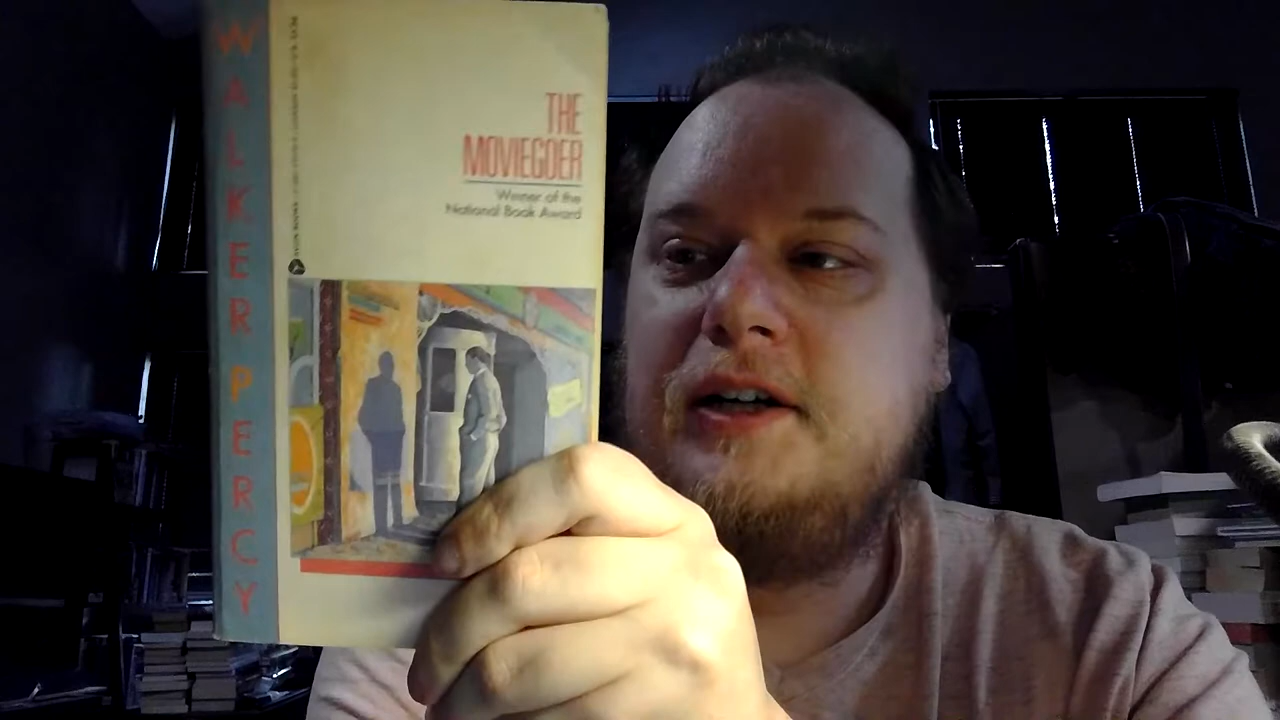 WALKER PERCY
THE
MOVIEGOER
Winner of the
National Book Award